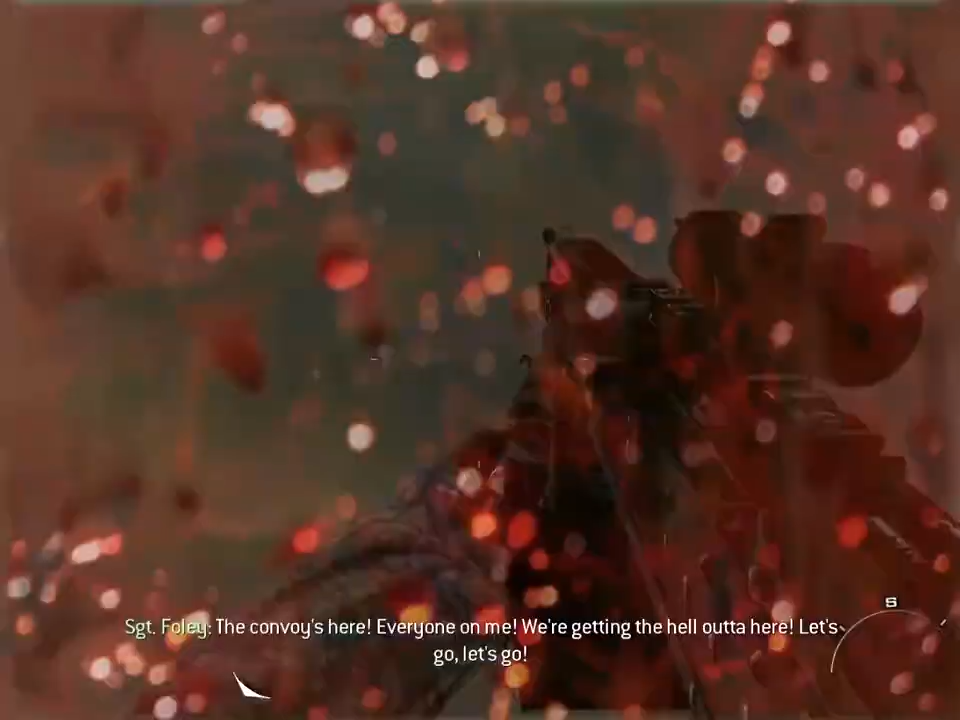 S
Sgt. Foley: The convoy's here! Everyone on me! We're getting the hell outta here! Let's
go, let's go!